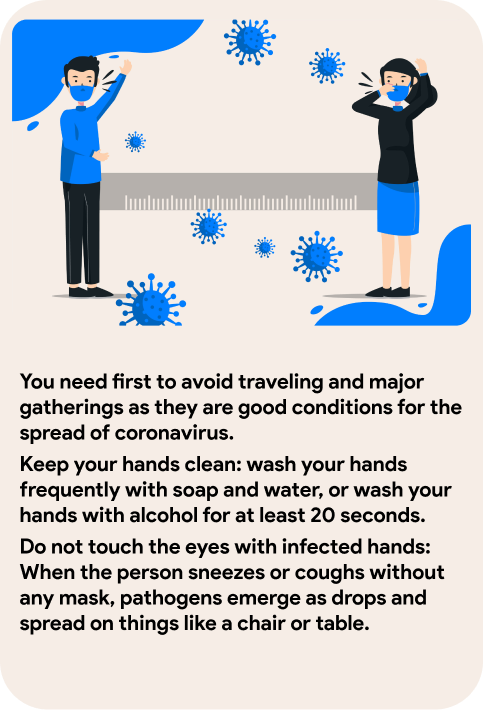 You need first to avoid traveling and major
gatherings as they are good conditions for the
spread of coronavirus.
Keep your hands clean: wash your hands
frequently with soap and water, or wash your
hands with alcohol for at least 20 seconds.
Do not touch the eyes with infected hands:
When the person sneezes or coughs without
any mask, pathogens emerge as drops and
spread on things like a chair or table.